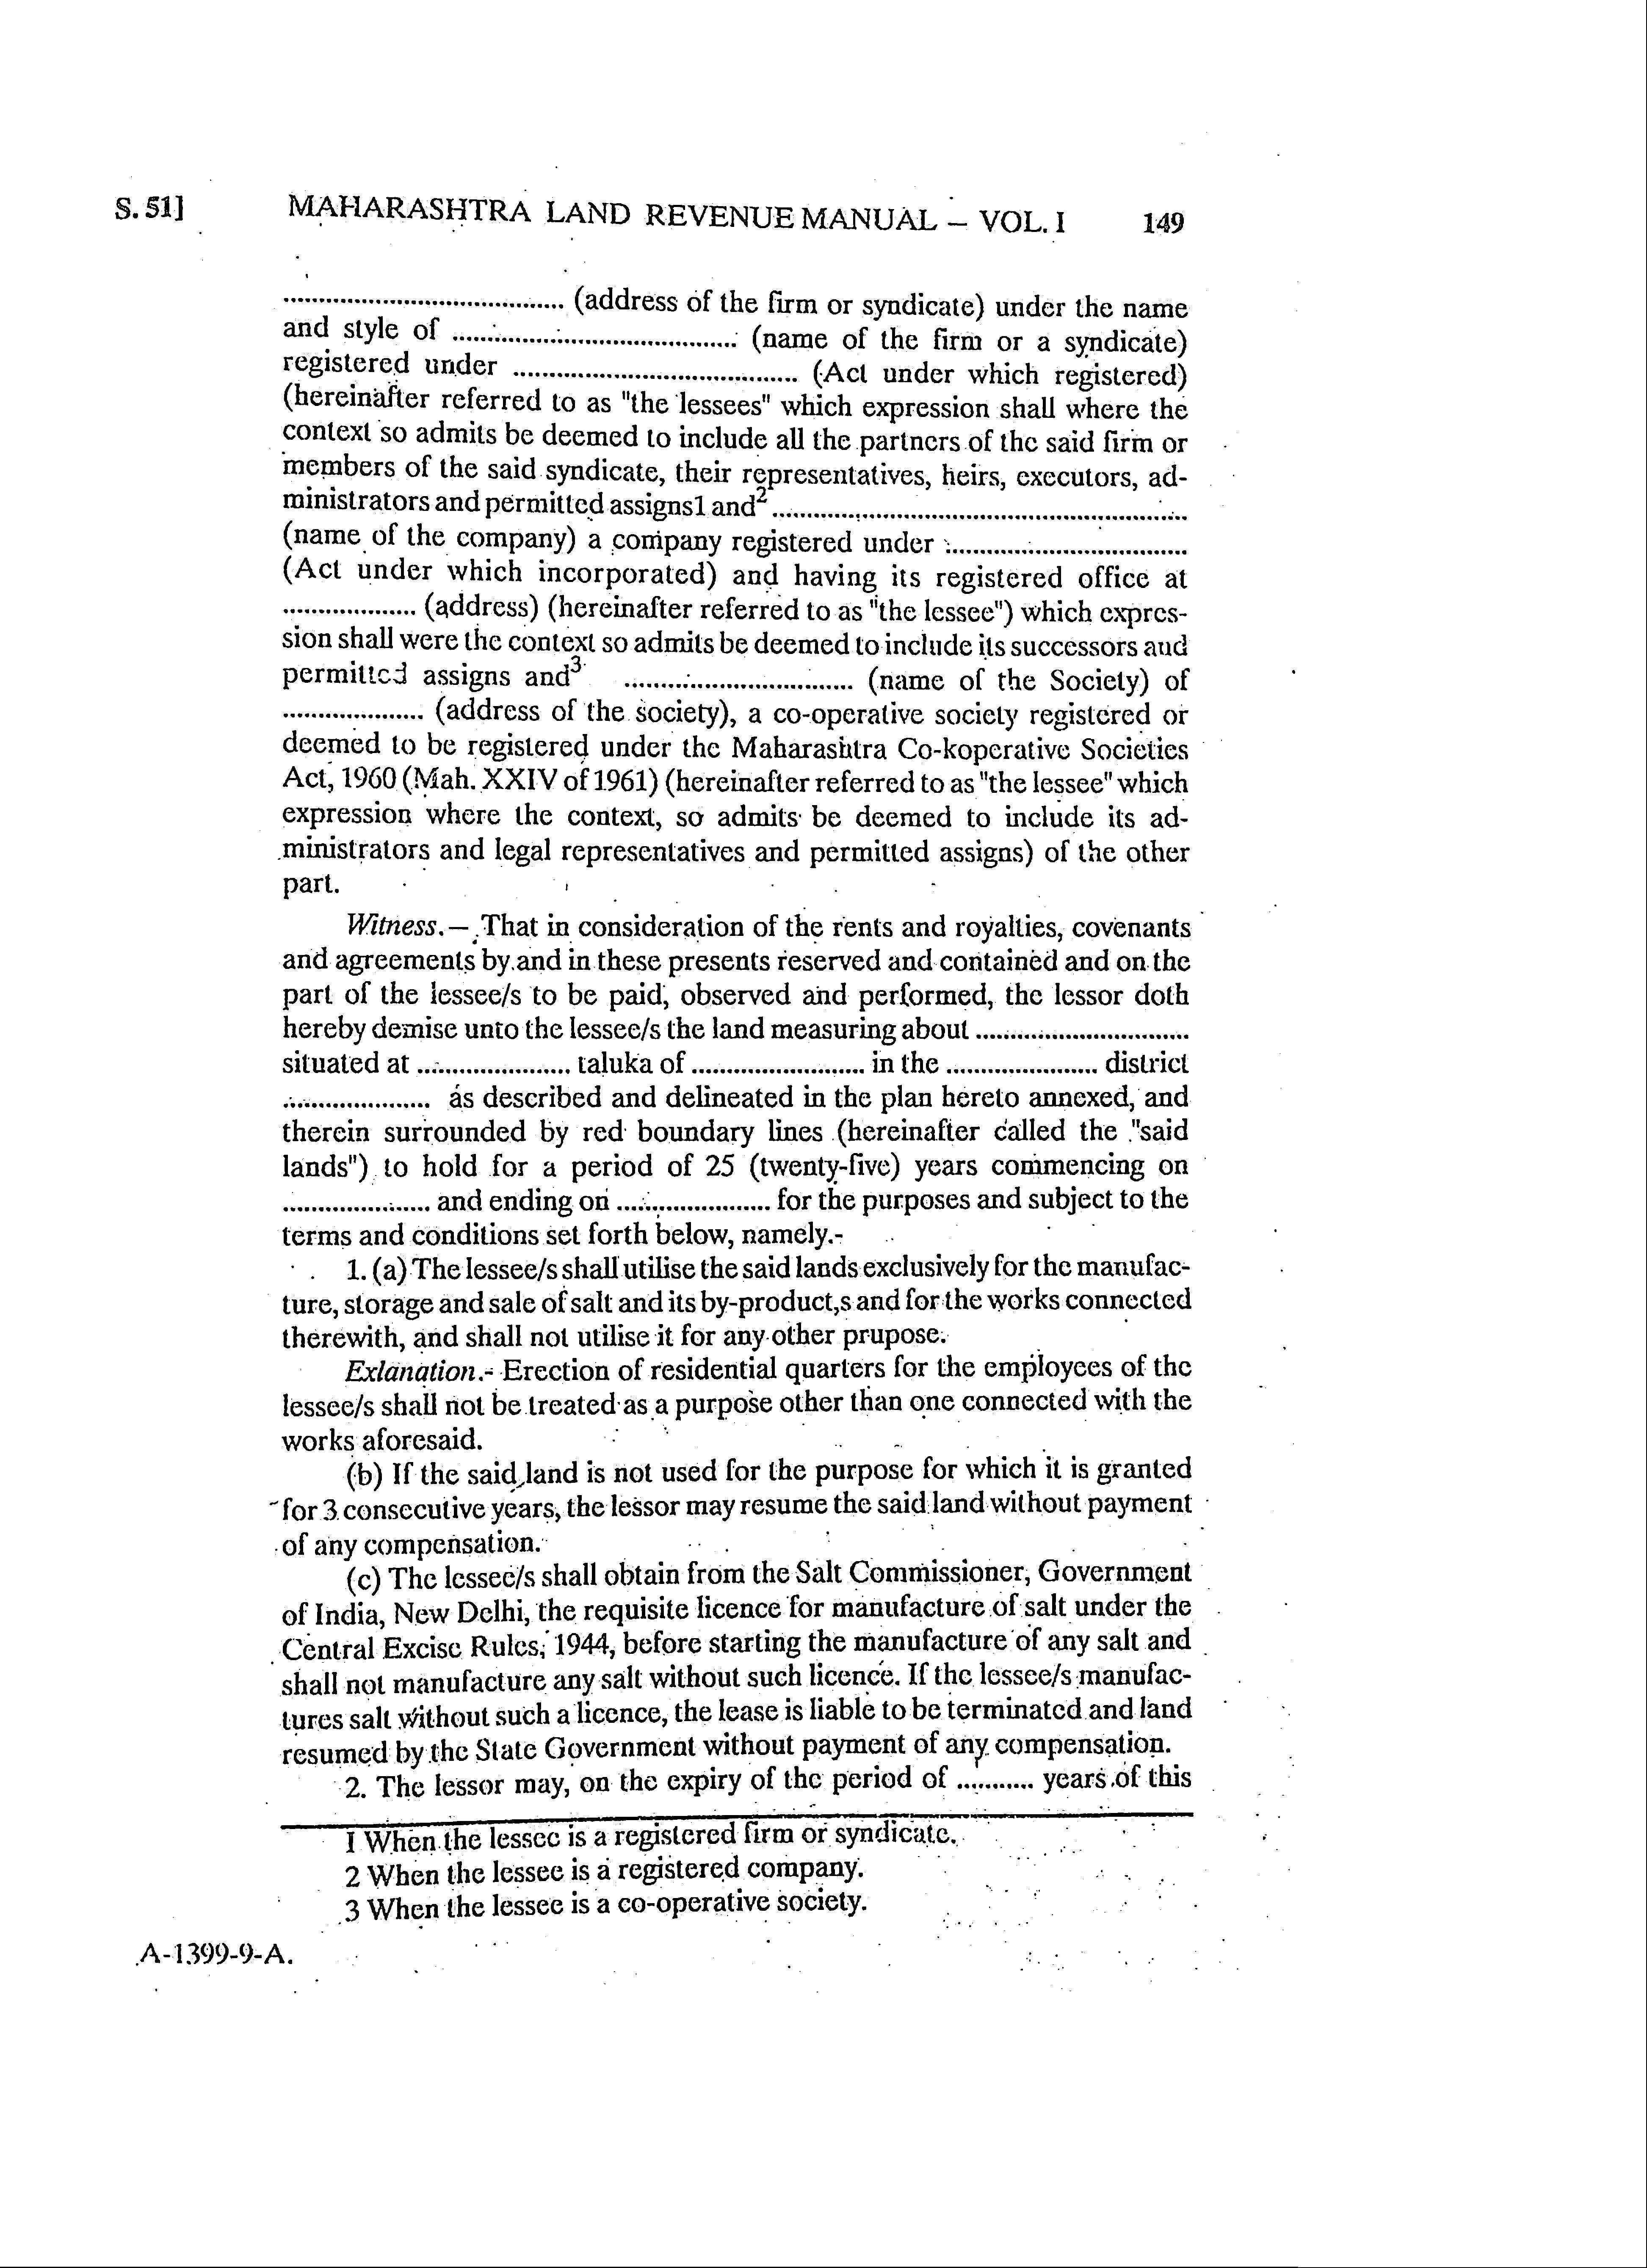 S. 51] MAHARASHTRA LAND REVENUE MANUAL – VOL. I 149
....................................... (address of the firm or syndicate) under the name
and style of ....................................... (name of the firm or a syndicate)
registered under ....................................... (Act under which registered)
(hereinafter referred to as "the lessees" which expression shall where the
context so admits be deemed to include all the partners of the said firm or
members of the said syndicate, their representatives, heirs, executors, ad-
ministrators and permitted assigns1 and2 .......................................
(name of the company) a company registered under .................................
(Act under which incorporated) and having its registered office at
................... (address) (hereinafter referred to as "the lessee") which expres-
sion shall were the context so admits be deemed to include its successors and
permitted assigns and3 ................................ (name of the Society) of
.................... (address of the society), a co-operative society registered or
deemed to be registered under the Maharashtra Co-koperative Societies
Act, 1960 (Mah. XXIV of 1961) (hereinafter referred to as "the lessee" which
expression where the context, so admits be deemed to include its ad-
ministrators and legal representatives and permitted assigns) of the other
part.
Witness. – That in consideration of the rents and royalties, covenants
and agreements by and in these presents reserved and contained and on the
part of the lessee/s to be paid, observed and performed, the lessor doth
hereby demise unto the lessee/s the land measuring about ..............................
situated at ...................... taluka of ........................ in the ..................... district
..................... as described and delineated in the plan hereto annexed, and
therein surrounded by red boundary lines (hereinafter called the "said
lands") to hold for a period of 25 (twenty-five) years commencing on
..................... and ending on ...................... for the purposes and subject to the
terms and conditions set forth below, namely.-
1. (a) The lessee/s shall utilise the said lands exclusively for the manufac-
ture, storage and sale of salt and its by-product,s and for the works connected
therewith, and shall not utilise it for any other prupose.
Exlanation.- Erection of residential quarters for the employees of the
lessee/s shall not be treated as a purpose other than one connected with the
works aforesaid.
(b) If the said land is not used for the purpose for which it is granted
for 3 consecutive years, the lessor may resume the said land without payment
of any compensation.
(c) The lessee/s shall obtain from the Salt Commissioner, Government
of India, New Delhi, the requisite licence for manufacture of salt under the
Central Excise Rules, 1944, before starting the manufacture of any salt and
shall not manufacture any salt without such licence. If the lessee/s manufac-
tures salt without such a licence, the lease is liable to be terminated and land
resumed by the State Government without payment of any compensation.
2. The lessor may, on the expiry of the period of ........... years of this
1 When the lessee is a registered firm or syndicate.
2 When the lessee is a registered company.
3 When the lessee is a co-operative society.
A-1399-9-A.